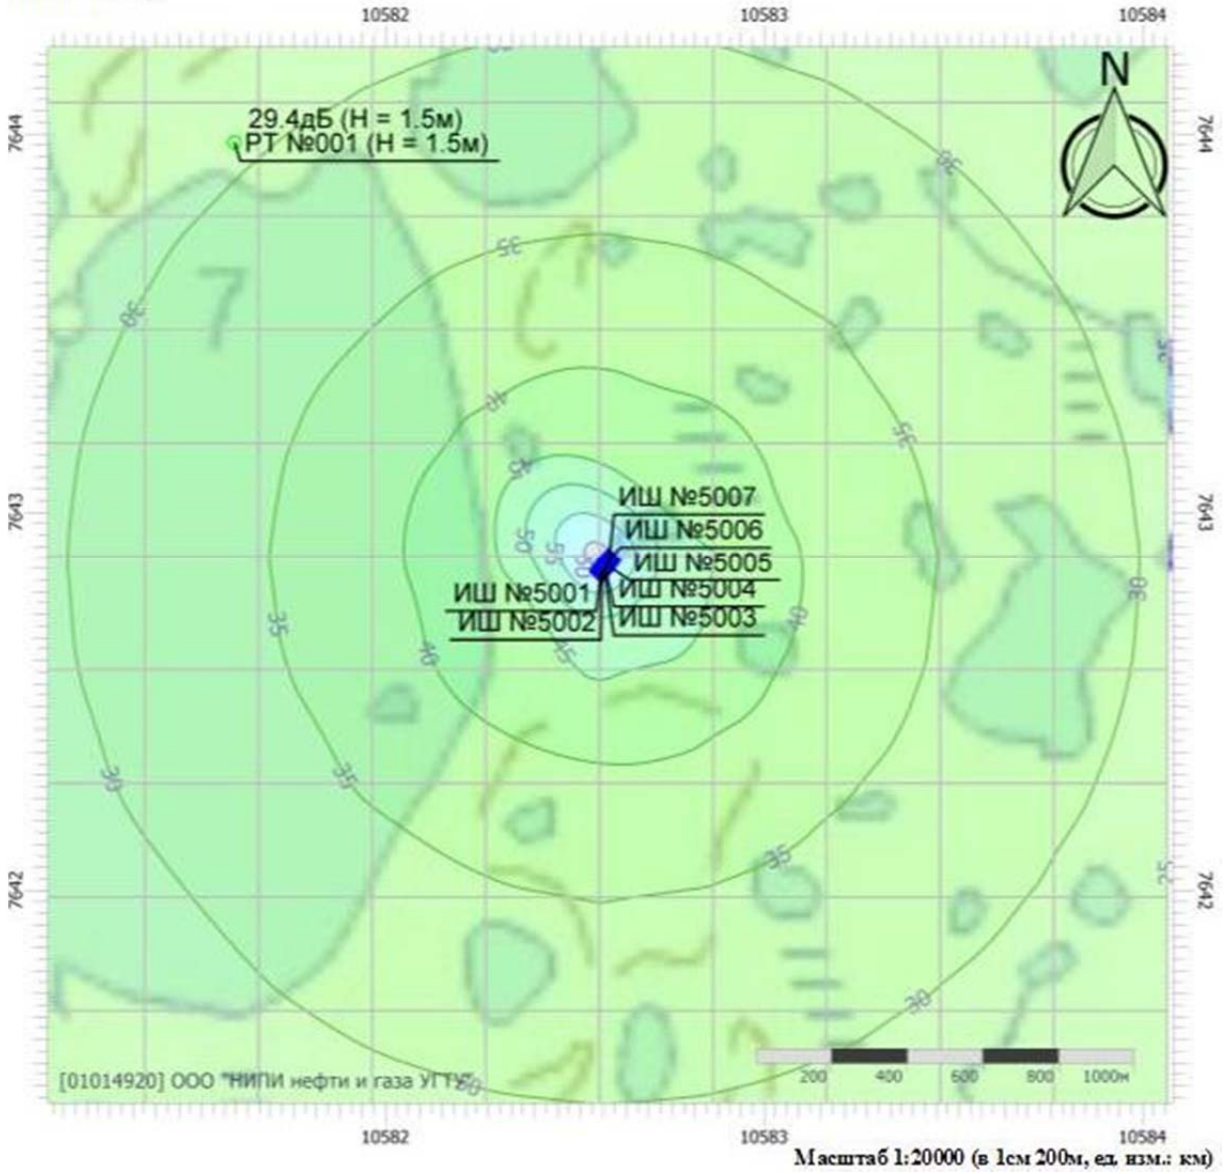 10582 10583 10584
7644 7644
29.4дБ (Н = 1.5м)
РТ №001 (Н = 1.5м)
N
30
35
30
7
35
40
35
45
7643 7643
ИШ №5007
ИШ №5006
50 55
ИШ №5005
ИШ №5001 ИШ №5004
ИШ №5002 ИШ №5003
30
35 40 45 40
30 35
35
7642 7642
25
30
200 400 600 800 1000м
[01014920] ООО "НИПИ нефти и газа УГТУ"
10582 10583 10584
Масштаб 1:20000 (в 1см 200м, ед. изм.: км)